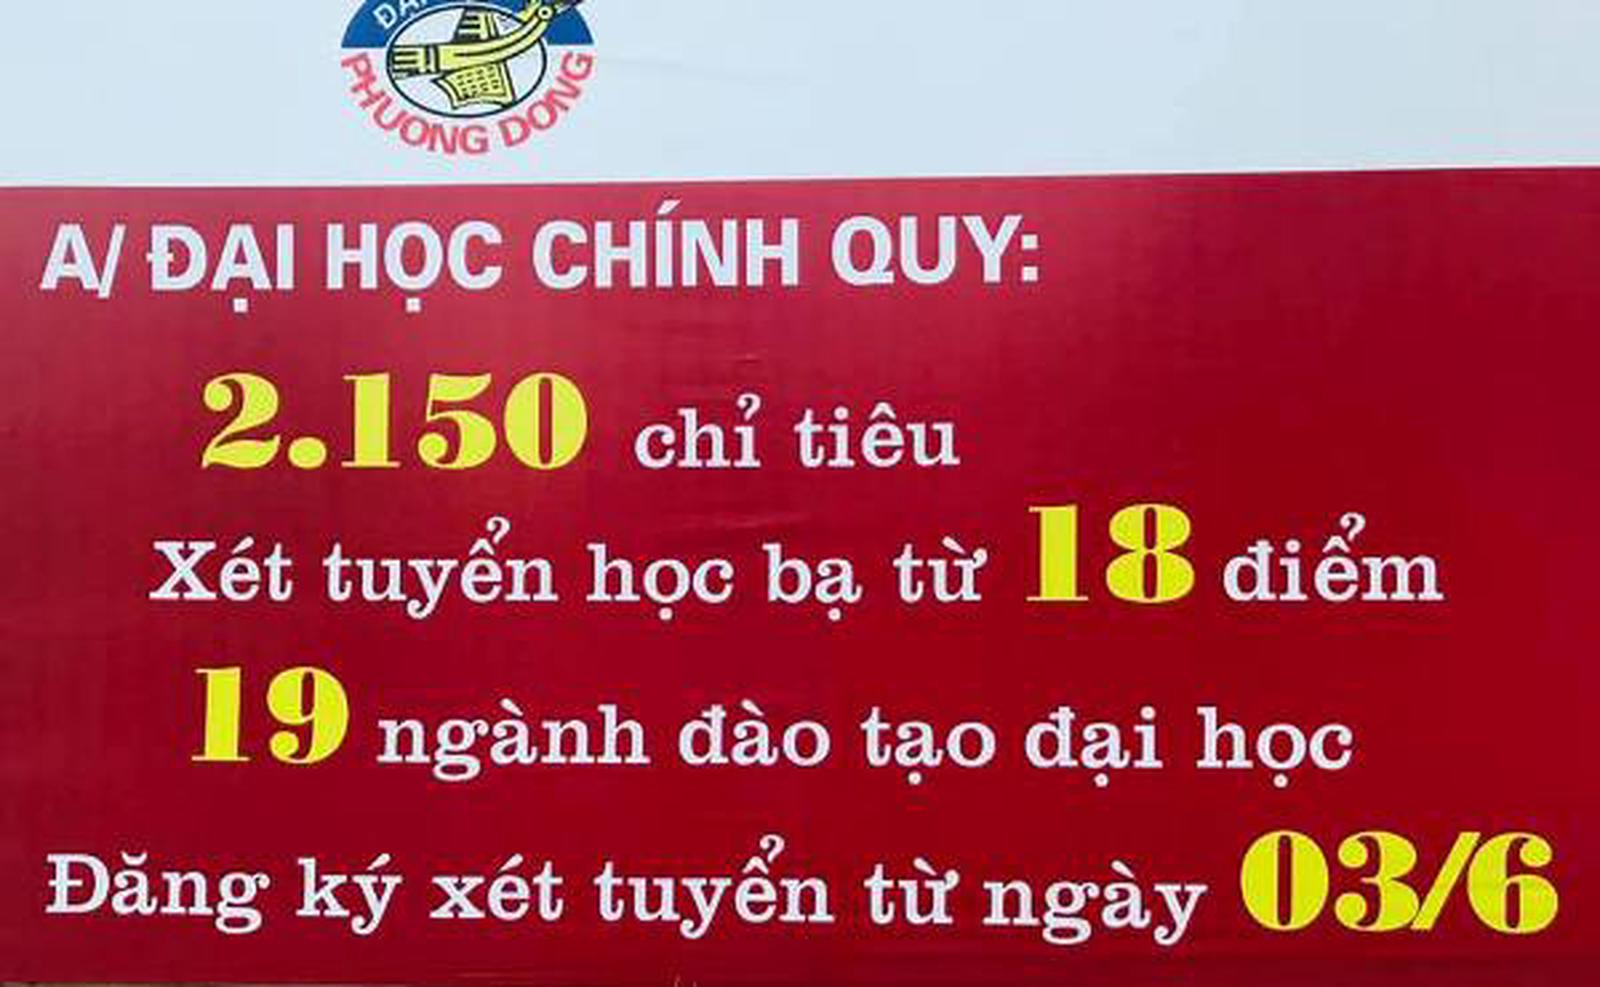 PHUONG DONG
A/ ĐẠI HỌC CHÍNH QUY:
2.150 chỉ tiêu
Xét tuyển học bạ từ 18 điểm
19 ngành đào tạo đại học
Đăng ký xét tuyển từ ngày 03/6